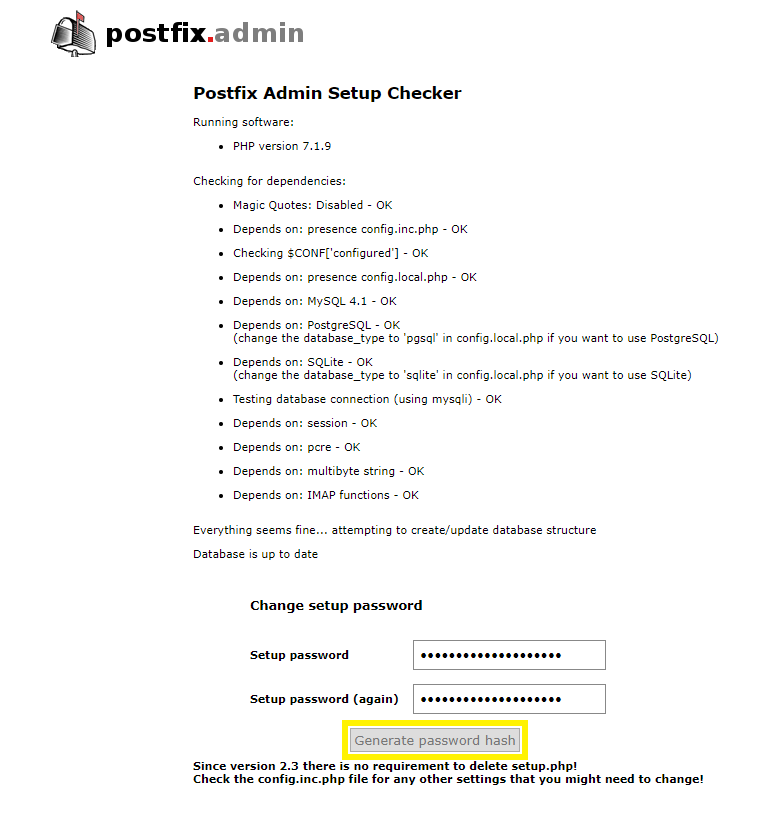 postfix.admin
Postfix Admin Setup Checker
Running software:
PHP version 7.1.9
Checking for dependencies:
Magic Quotes: Disabled - OK
Depends on: presence config.inc.php - OK
Checking $CONF['configured'] - OK
Depends on: presence config.local.php - OK
Depends on: MySQL 4.1 - OK
Depends on: PostgreSQL - OK
(change the database_type to 'pgsql' in config.local.php if you want to use PostgreSQL)
Depends on: SQLite - OK
(change the database_type to 'sqlite' in config.local.php if you want to use SQLite)
Testing database connection (using mysqli) - OK
Depends on: session - OK
Depends on: pcre - OK
Depends on: multibyte string - OK
Depends on: IMAP functions - OK
Everything seems fine... attempting to create/update database structure
Database is up to date
Change setup password
Setup password ••••••••••••••••••••
Setup password (again) ••••••••••••••••••••
Generate password hash
Since version 2.3 there is no requirement to delete setup.php!
Check the config.inc.php file for any other settings that you might need to change!